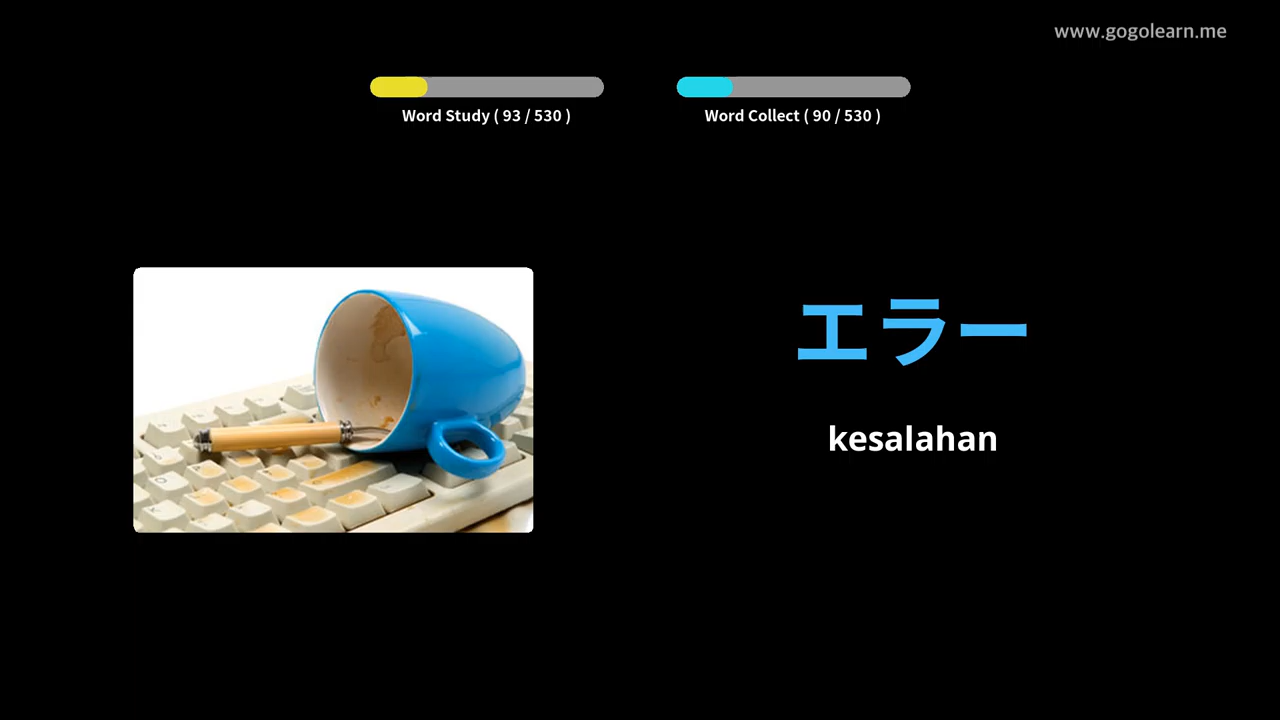 www.gogolearn.me
Word Study ( 93 / 530 )
Word Collect ( 90 / 530 )
エラー
kesalahan